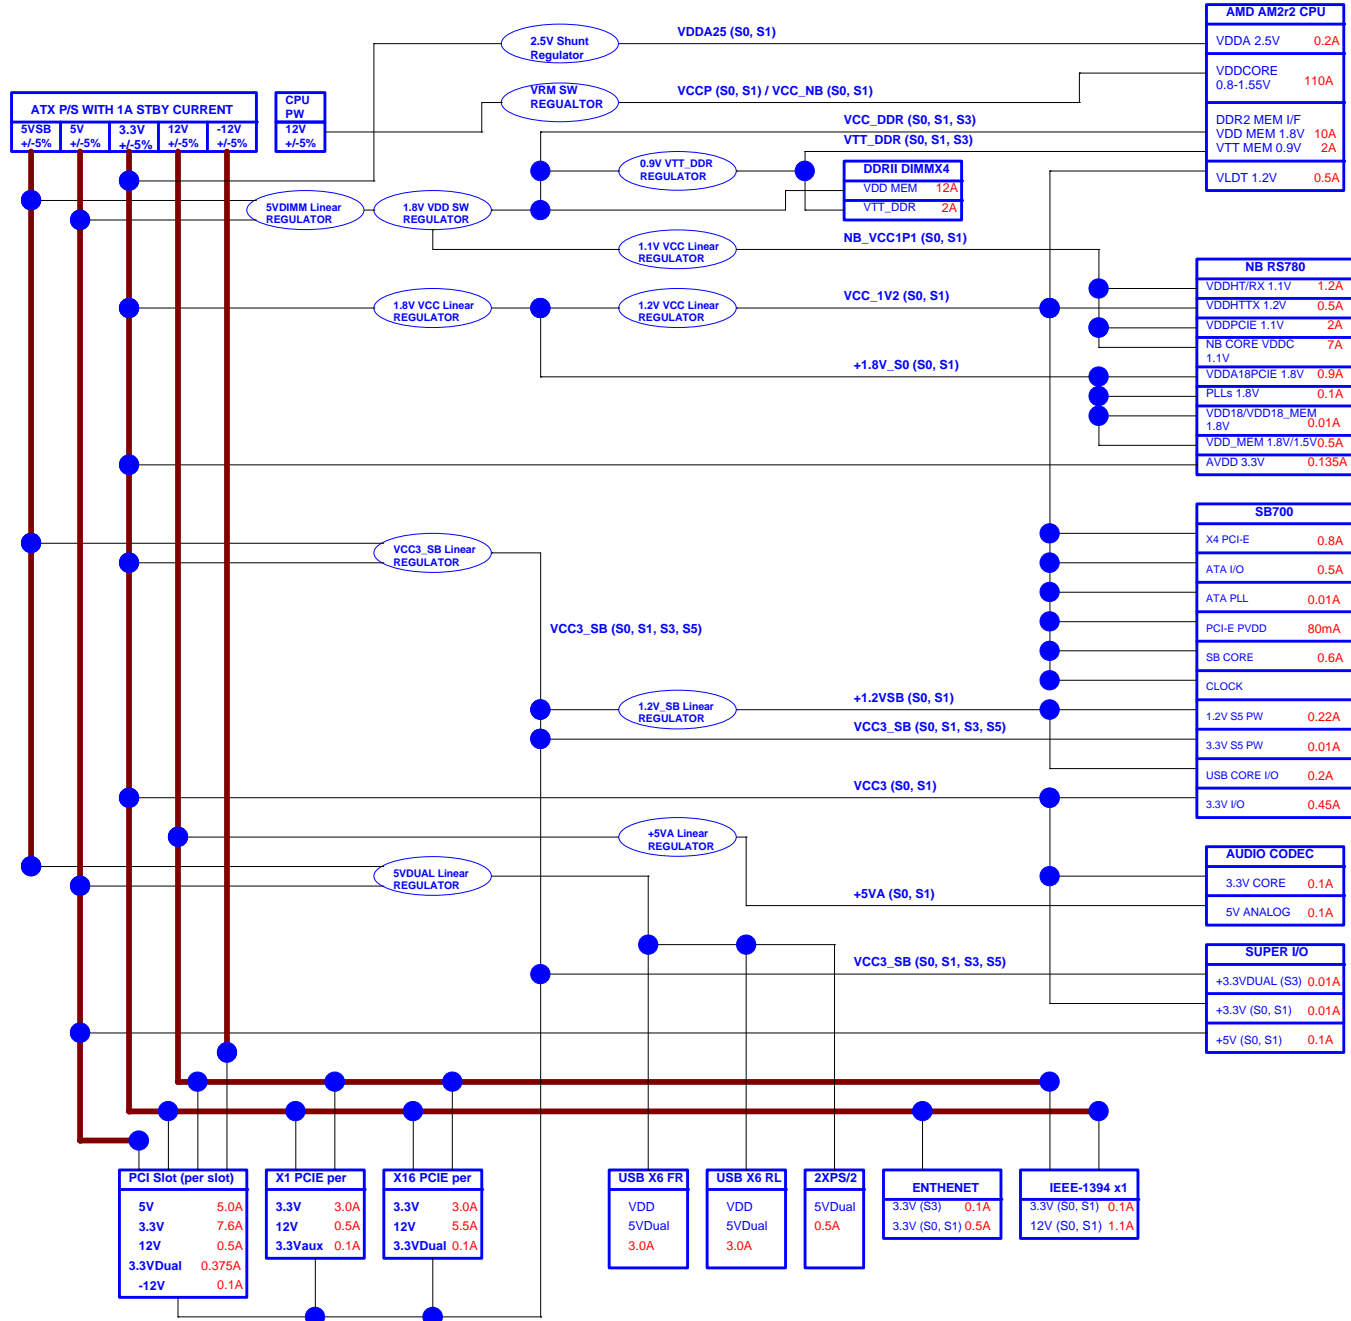 AMD AM2r2 CPU
VDDA 2.5V 0.2A
VDDCORE
0.8-1.55V 110A
DDR2 MEM I/F
VDD MEM 1.8V 10A
VTT MEM 0.9V 2A
VLDT 1.2V 0.5A
2.5V Shunt
Regulator
VDDA25 (S0, S1)
VRM SW
REGUALTOR
VCCP (S0, S1) / VCC_NB (S0, S1)
ATX P/S WITH 1A STBY CURRENT
5VSB
+/-5%
5V
+/-5%
3.3V
+/-5%
12V
+/-5%
-12V
+/-5%
CPU
PW
12V
+/-5%
VCC_DDR (S0, S1, S3)
VTT_DDR (S0, S1, S3)
0.9V VTT_DDR
REGULATOR
DDRII DIMMX4
VDD MEM 12A
VTT_DDR 2A
5VDIMM Linear
REGULATOR
1.8V VDD SW
REGULATOR
1.1V VCC Linear
REGULATOR
NB_VCC1P1 (S0, S1)
1.8V VCC Linear
REGULATOR
1.2V VCC Linear
REGULATOR
VCC_1V2 (S0, S1)
+1.8V_S0 (S0, S1)
NB RS780
VDDHT/RX 1.1V 1.2A
VDDHTTX 1.2V 0.5A
VDDPCIE 1.1V 2A
NB CORE VDDC 7A
1.1V
VDDA18PCIE 1.8V 0.9A
PLLs 1.8V 0.1A
VDD18/VDD18_MEM
1.8V 0.01A
VDD_MEM 1.8V/1.5V 0.5A
AVDD 3.3V 0.135A
VCC3_SB Linear
REGULATOR
VCC3_SB (S0, S1, S3, S5)
SB700
X4 PCI-E 0.8A
ATA I/O 0.5A
ATA PLL 0.01A
PCI-E PVDD 80mA
SB CORE 0.6A
CLOCK
1.2V S5 PW 0.22A
3.3V S5 PW 0.01A
USB CORE I/O 0.2A
3.3V I/O 0.45A
1.2V_SB Linear
REGULATOR
+1.2VSB (S0, S1)
VCC3_SB (S0, S1, S3, S5)
VCC3 (S0, S1)
+5VA Linear
REGULATOR
5VDUAL Linear
REGULATOR
+5VA (S0, S1)
AUDIO CODEC
3.3V CORE 0.1A
5V ANALOG 0.1A
VCC3_SB (S0, S1, S3, S5)
SUPER I/O
+3.3VDUAL (S3) 0.01A
+3.3V (S0, S1) 0.01A
+5V (S0, S1) 0.1A
PCI Slot (per slot)
5V 5.0A
3.3V 7.6A
12V 0.5A
3.3VDual 0.375A
-12V 0.1A
X1 PCIE per
3.3V 3.0A
12V 0.5A
3.3Vaux 0.1A
X16 PCIE per
3.3V 3.0A
12V 5.5A
3.3VDual 0.1A
USB X6 FR
VDD
5VDual
3.0A
USB X6 RL
VDD
5VDual
3.0A
2XPS/2
5VDual
0.5A
ENTHENET
3.3V (S3) 0.1A
3.3V (S0, S1) 0.5A
IEEE-1394 x1
3.3V (S0, S1) 0.1A
12V (S0, S1) 1.1A